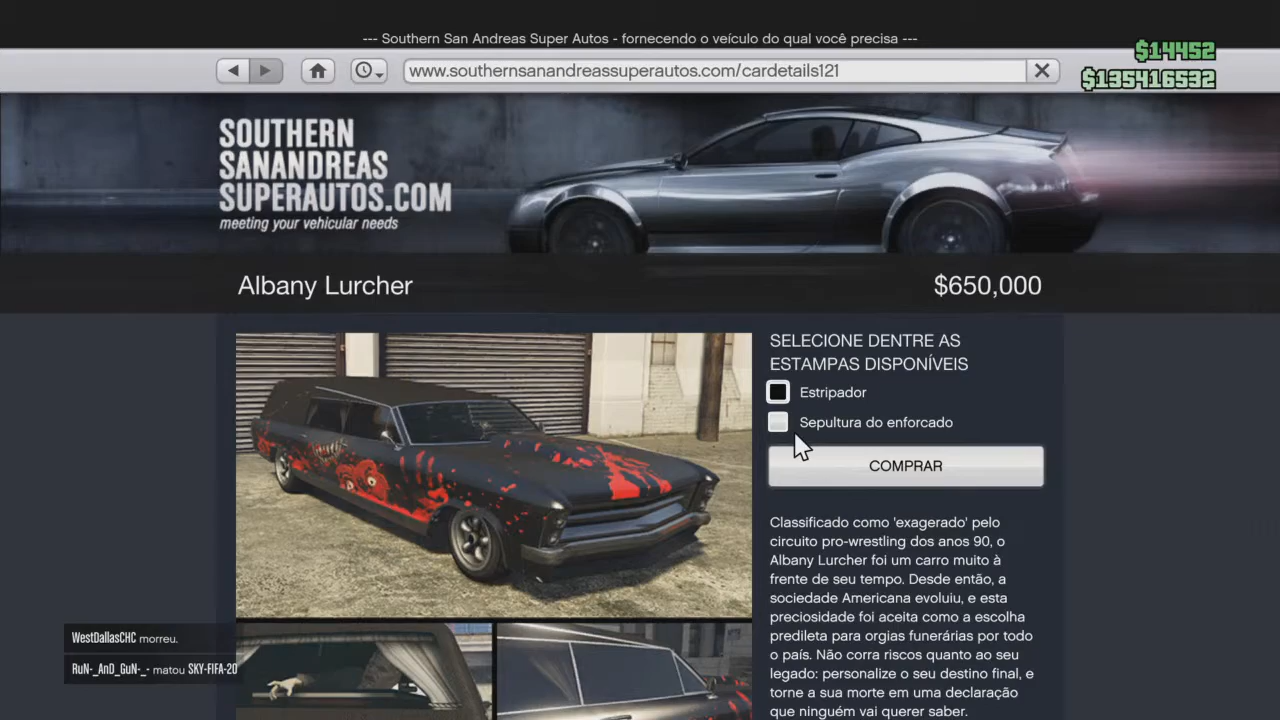 --- Southern San Andreas Super Autos - fornecendo o veículo do qual você precisa ---
$14452
www.southernsanandreassuperautos.com/cardetails121
$135416532
SOUTHERN
SANANDREAS
SUPERAUTOS.COM
meeting your vehicular needs
Albany Lurcher
$650,000
SELECIONE DENTRE AS
ESTAMPAS DISPONÍVEIS
Estripador
Sepultura do enforcado
COMPRAR
Classificado como 'exagerado' pelo
circuito pro-wrestling dos anos 90, o
Albany Lurcher foi um carro muito à
frente de seu tempo. Desde então, a
sociedade Americana evoluiu, e esta
preciosidade foi aceita como a escolha
predileta para orgias funerárias por todo
o país. Não corra riscos quanto ao seu
legado: personalize o seu destino final, e
torne a sua morte em uma declaração
que ninguém vai querer saber.
WestDallasCHC morreu.
RuN-_AnD_GuN-_- matou SKY-FIFA-20